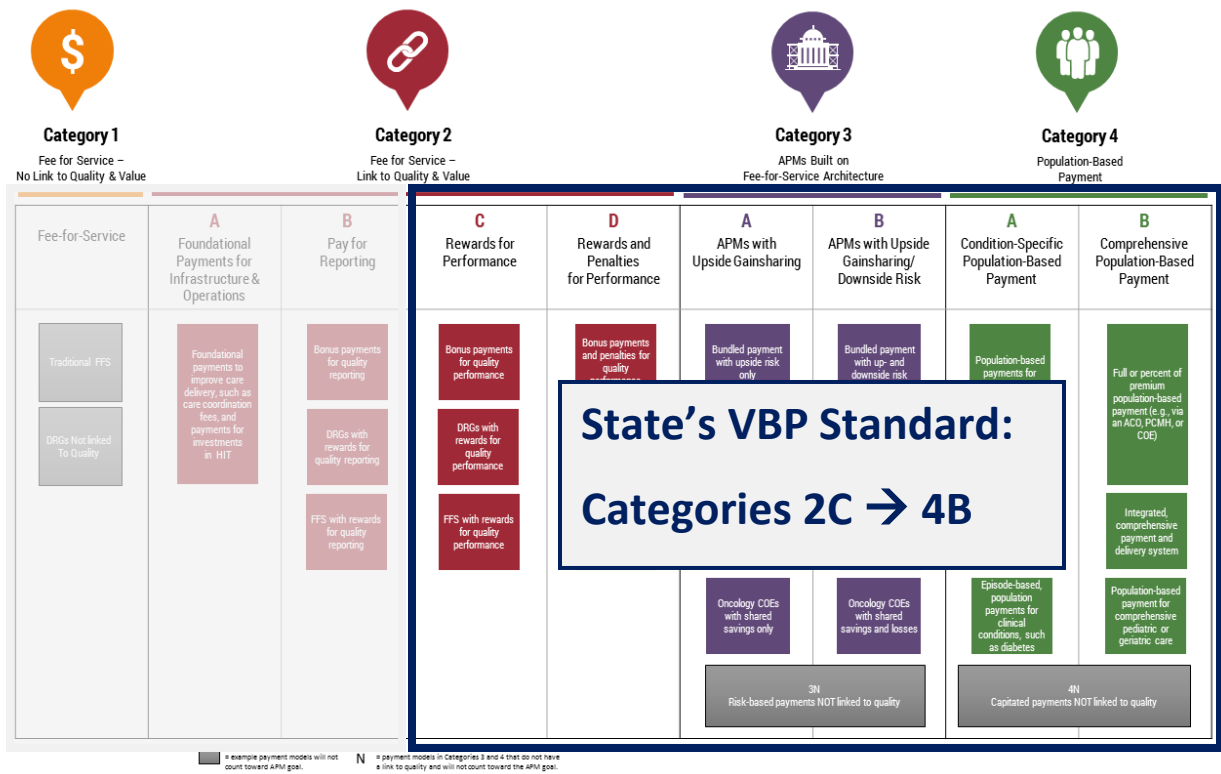 $
Category 1
Fee for Service –
No Link to Quality & Value
Category 2
Fee for Service –
Link to Quality & Value
Category 3
APMs Built on
Fee-for-Service Architecture
Category 4
Population-Based
Payment
Fee-for-Service
A
Foundational
Payments for
Infrastructure &
Operations
B
Pay for
Reporting
C
Rewards for
Performance
D
Rewards and
Penalties
for Performance
A
APMs with
Upside Gainsharing
B
APMs with Upside
Gainsharing/
Downside Risk
A
Condition-Specific
Population-Based
Payment
B
Comprehensive
Population-Based
Payment
Traditional FFS
DRGs Not linked
To Quality
Foundational
payments to
improve care
delivery, such as
care coordination
fees, and
payments for
investments
in HIT
Bonus payments
for quality
reporting
DRGs with
rewards for
quality reporting
FFS with rewards
for quality
reporting
Bonus payments
for quality
performance
DRGs with
rewards for
quality
performance
FFS with rewards
for quality
performance
Bonus payments
and penalties for
quality
performance
Bundled payment
with upside risk
only
Oncology COEs
with shared
savings only
Bundled payment
with up- and
downside risk
Oncology COEs
with shared
savings and losses
Population-based
payments for
Episode-based,
population
payments for
clinical
conditions, such
as diabetes
Full or percent of
premium
population-based
payment (e.g., via
an ACO, PCMH, or
COE)
Integrated,
comprehensive
payment and
delivery system
Population-based
payment for
comprehensive
pediatric or
geriatric care
State’s VBP Standard:
Categories 2C → 4B
3N
Risk-based payments NOT linked to quality
4N
Capitated payments NOT linked to quality
= example payment models will not
count toward APM goal.
N
= payment models in Categories 3 and 4 that do not have
a link to quality and will not count toward the APM goal.